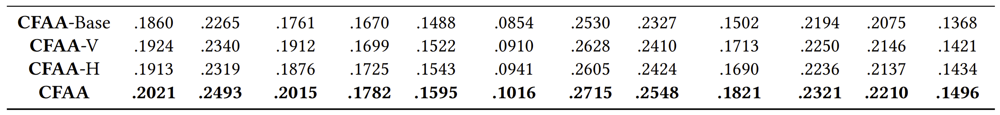 CFAA-Base .1860 .2265 .1761 .1670 .1488 .0854 .2530 .2327 .1502 .2194 .2075 .1368
CFAA-V .1924 .2340 .1912 .1699 .1522 .0910 .2628 .2410 .1713 .2250 .2146 .1421
CFAA-H .1913 .2319 .1876 .1725 .1543 .0941 .2605 .2424 .1690 .2236 .2137 .1434
CFAA .2021 .2493 .2015 .1782 .1595 .1016 .2715 .2548 .1821 .2321 .2210 .1496